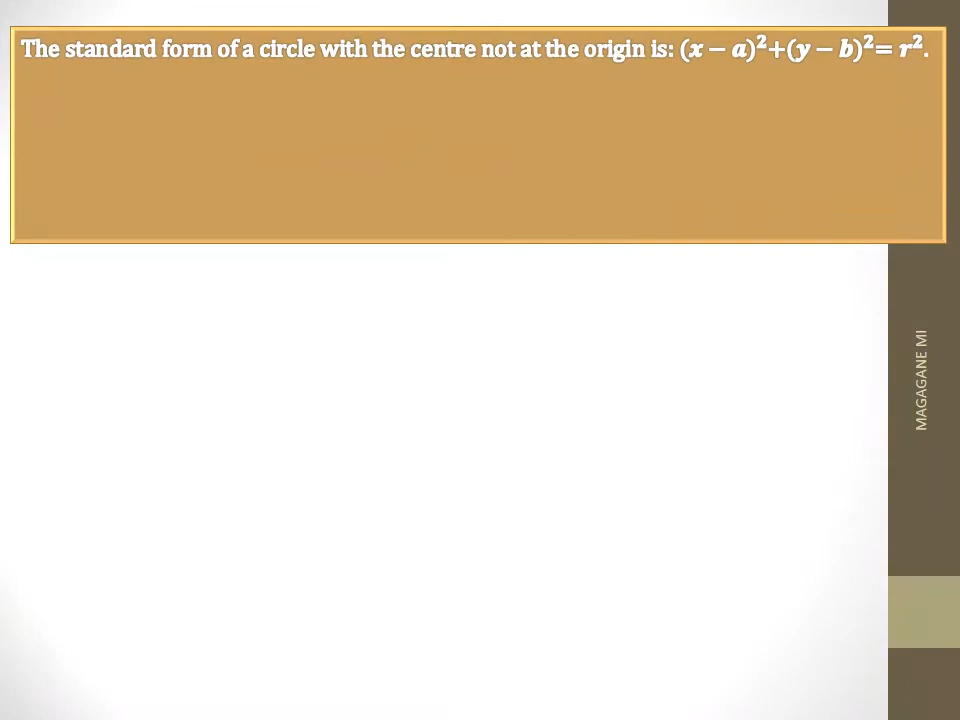 The standard form of a circle with the centre not at the origin is: (𝒙 − 𝒂)²+(𝒚 − 𝒃)²= 𝒓².
MAGAGANE MI